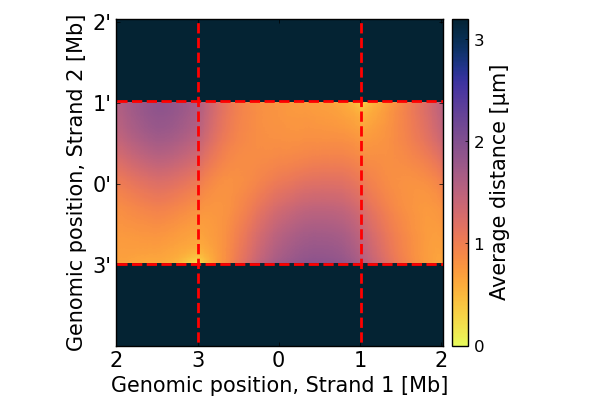 2'
1'
0'
3'
Genomic position, Strand 2 [Mb]
2 3 0 1 2
Genomic position, Strand 1 [Mb]
3
2
1
0
Average distance [μm]